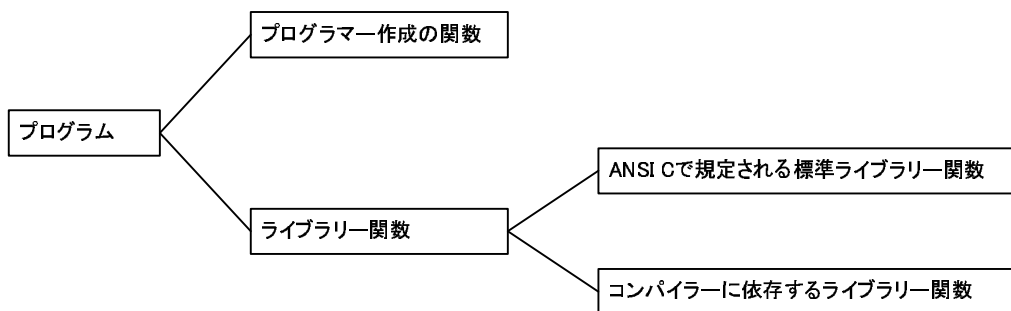 プログラマー作成の関数
プログラム
ANSI Cで規定される標準ライブラリー関数
ライブラリー関数
コンパイラーに依存するライブラリー関数